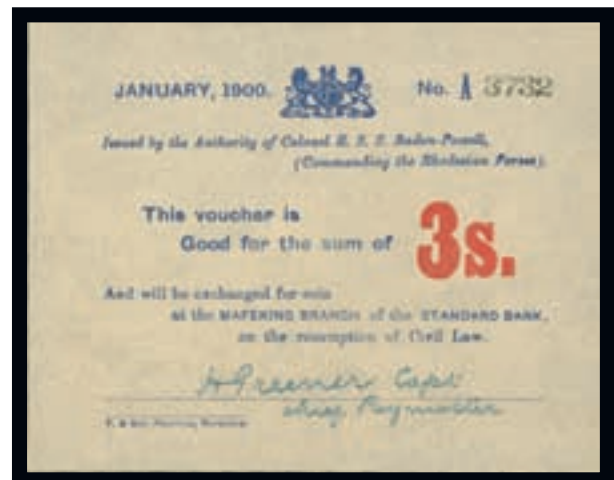 JANUARY, 1900. No. A 3732
Issued by the Authority of Colonel R. S. S. Baden-Powell,
(Commanding the Rhodesian Forces).
This voucher is
Good for the sum of 3s.
And will be exchanged for coin
at the MAFEKING BRANCH of the STANDARD BANK,
on the resumption of Civil Law.
H Greener Capt
Chief Paymaster